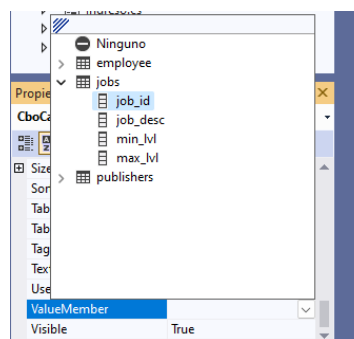 Ninguno
employee
jobs
job_id
job_desc
min_lvl
max_lvl
publishers
Propie
CboCa
Size
Sor
Tab
Tab
Tag
Text
Use
ValueMember
Visible True